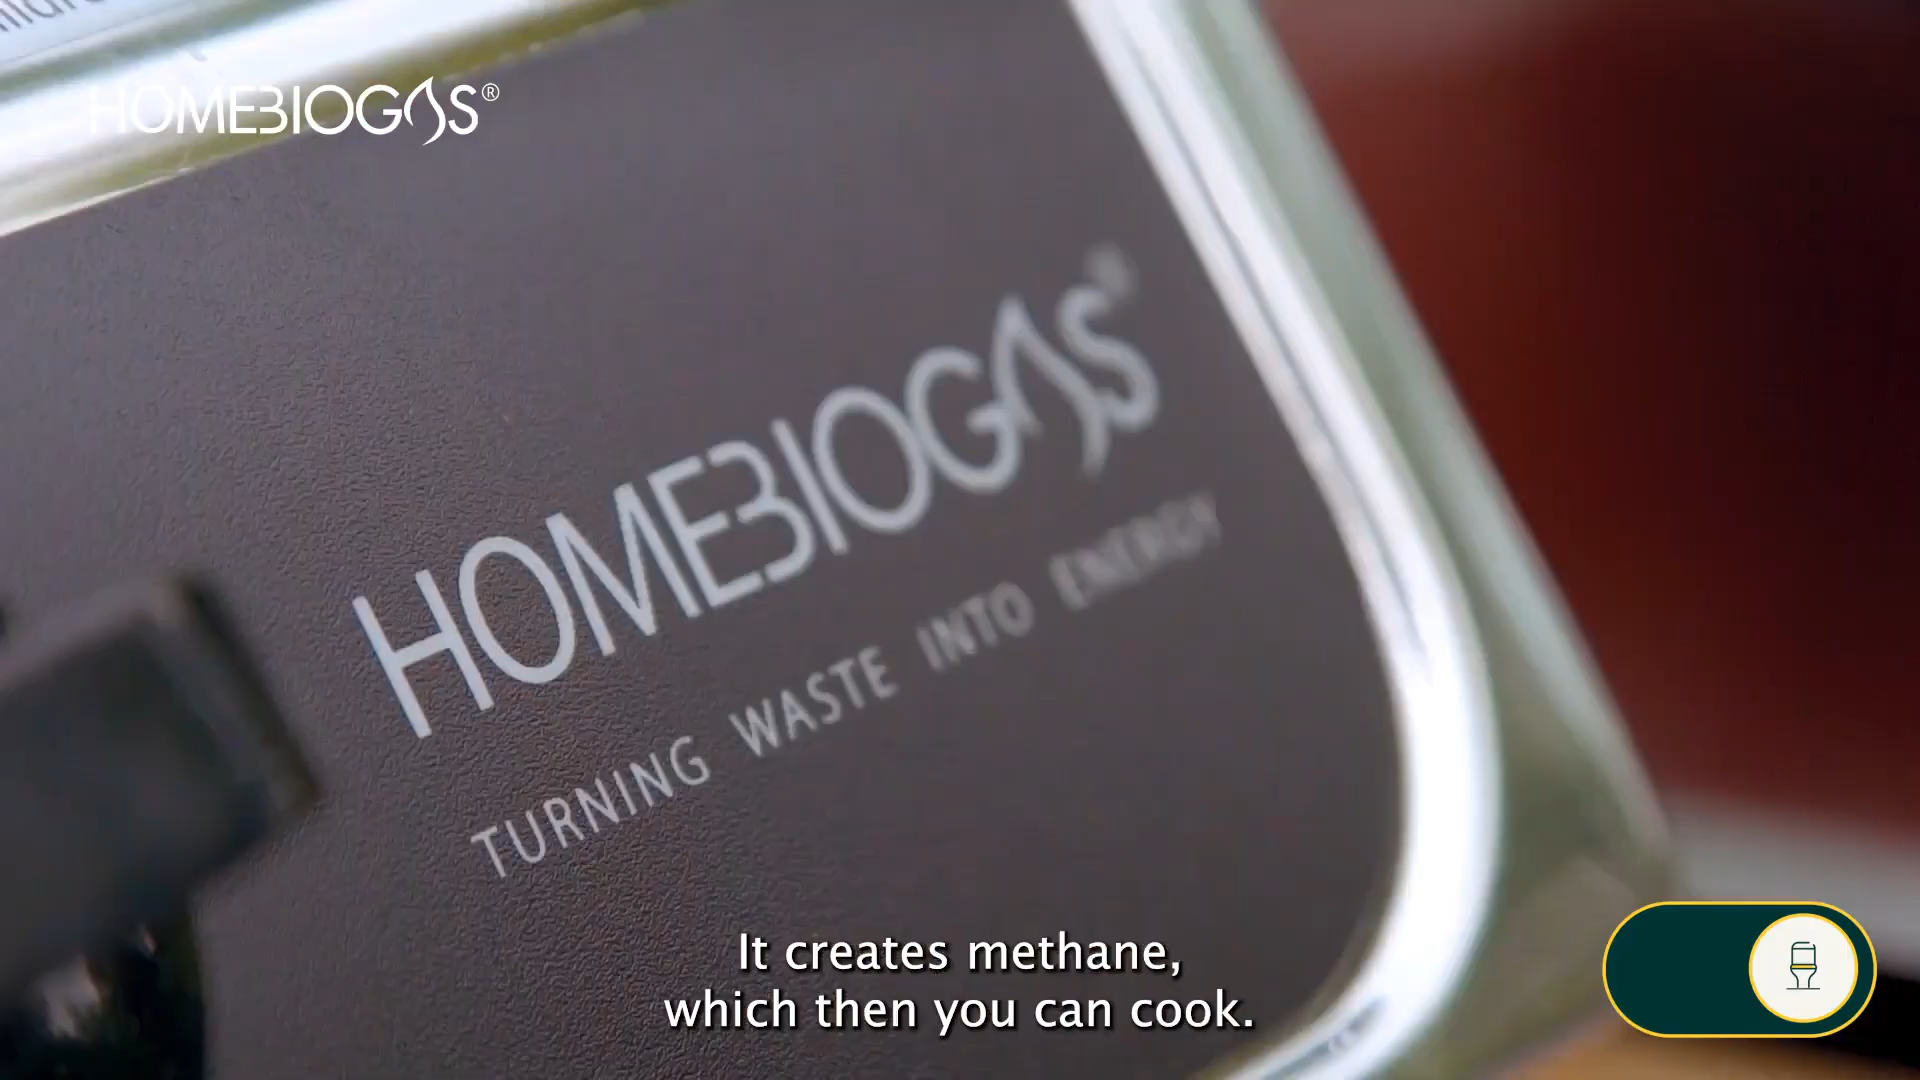 HOMEBIOGAS®
HOMEBIOGAS®
TURNING WASTE INTO ENERGY
It creates methane,
which then you can cook.